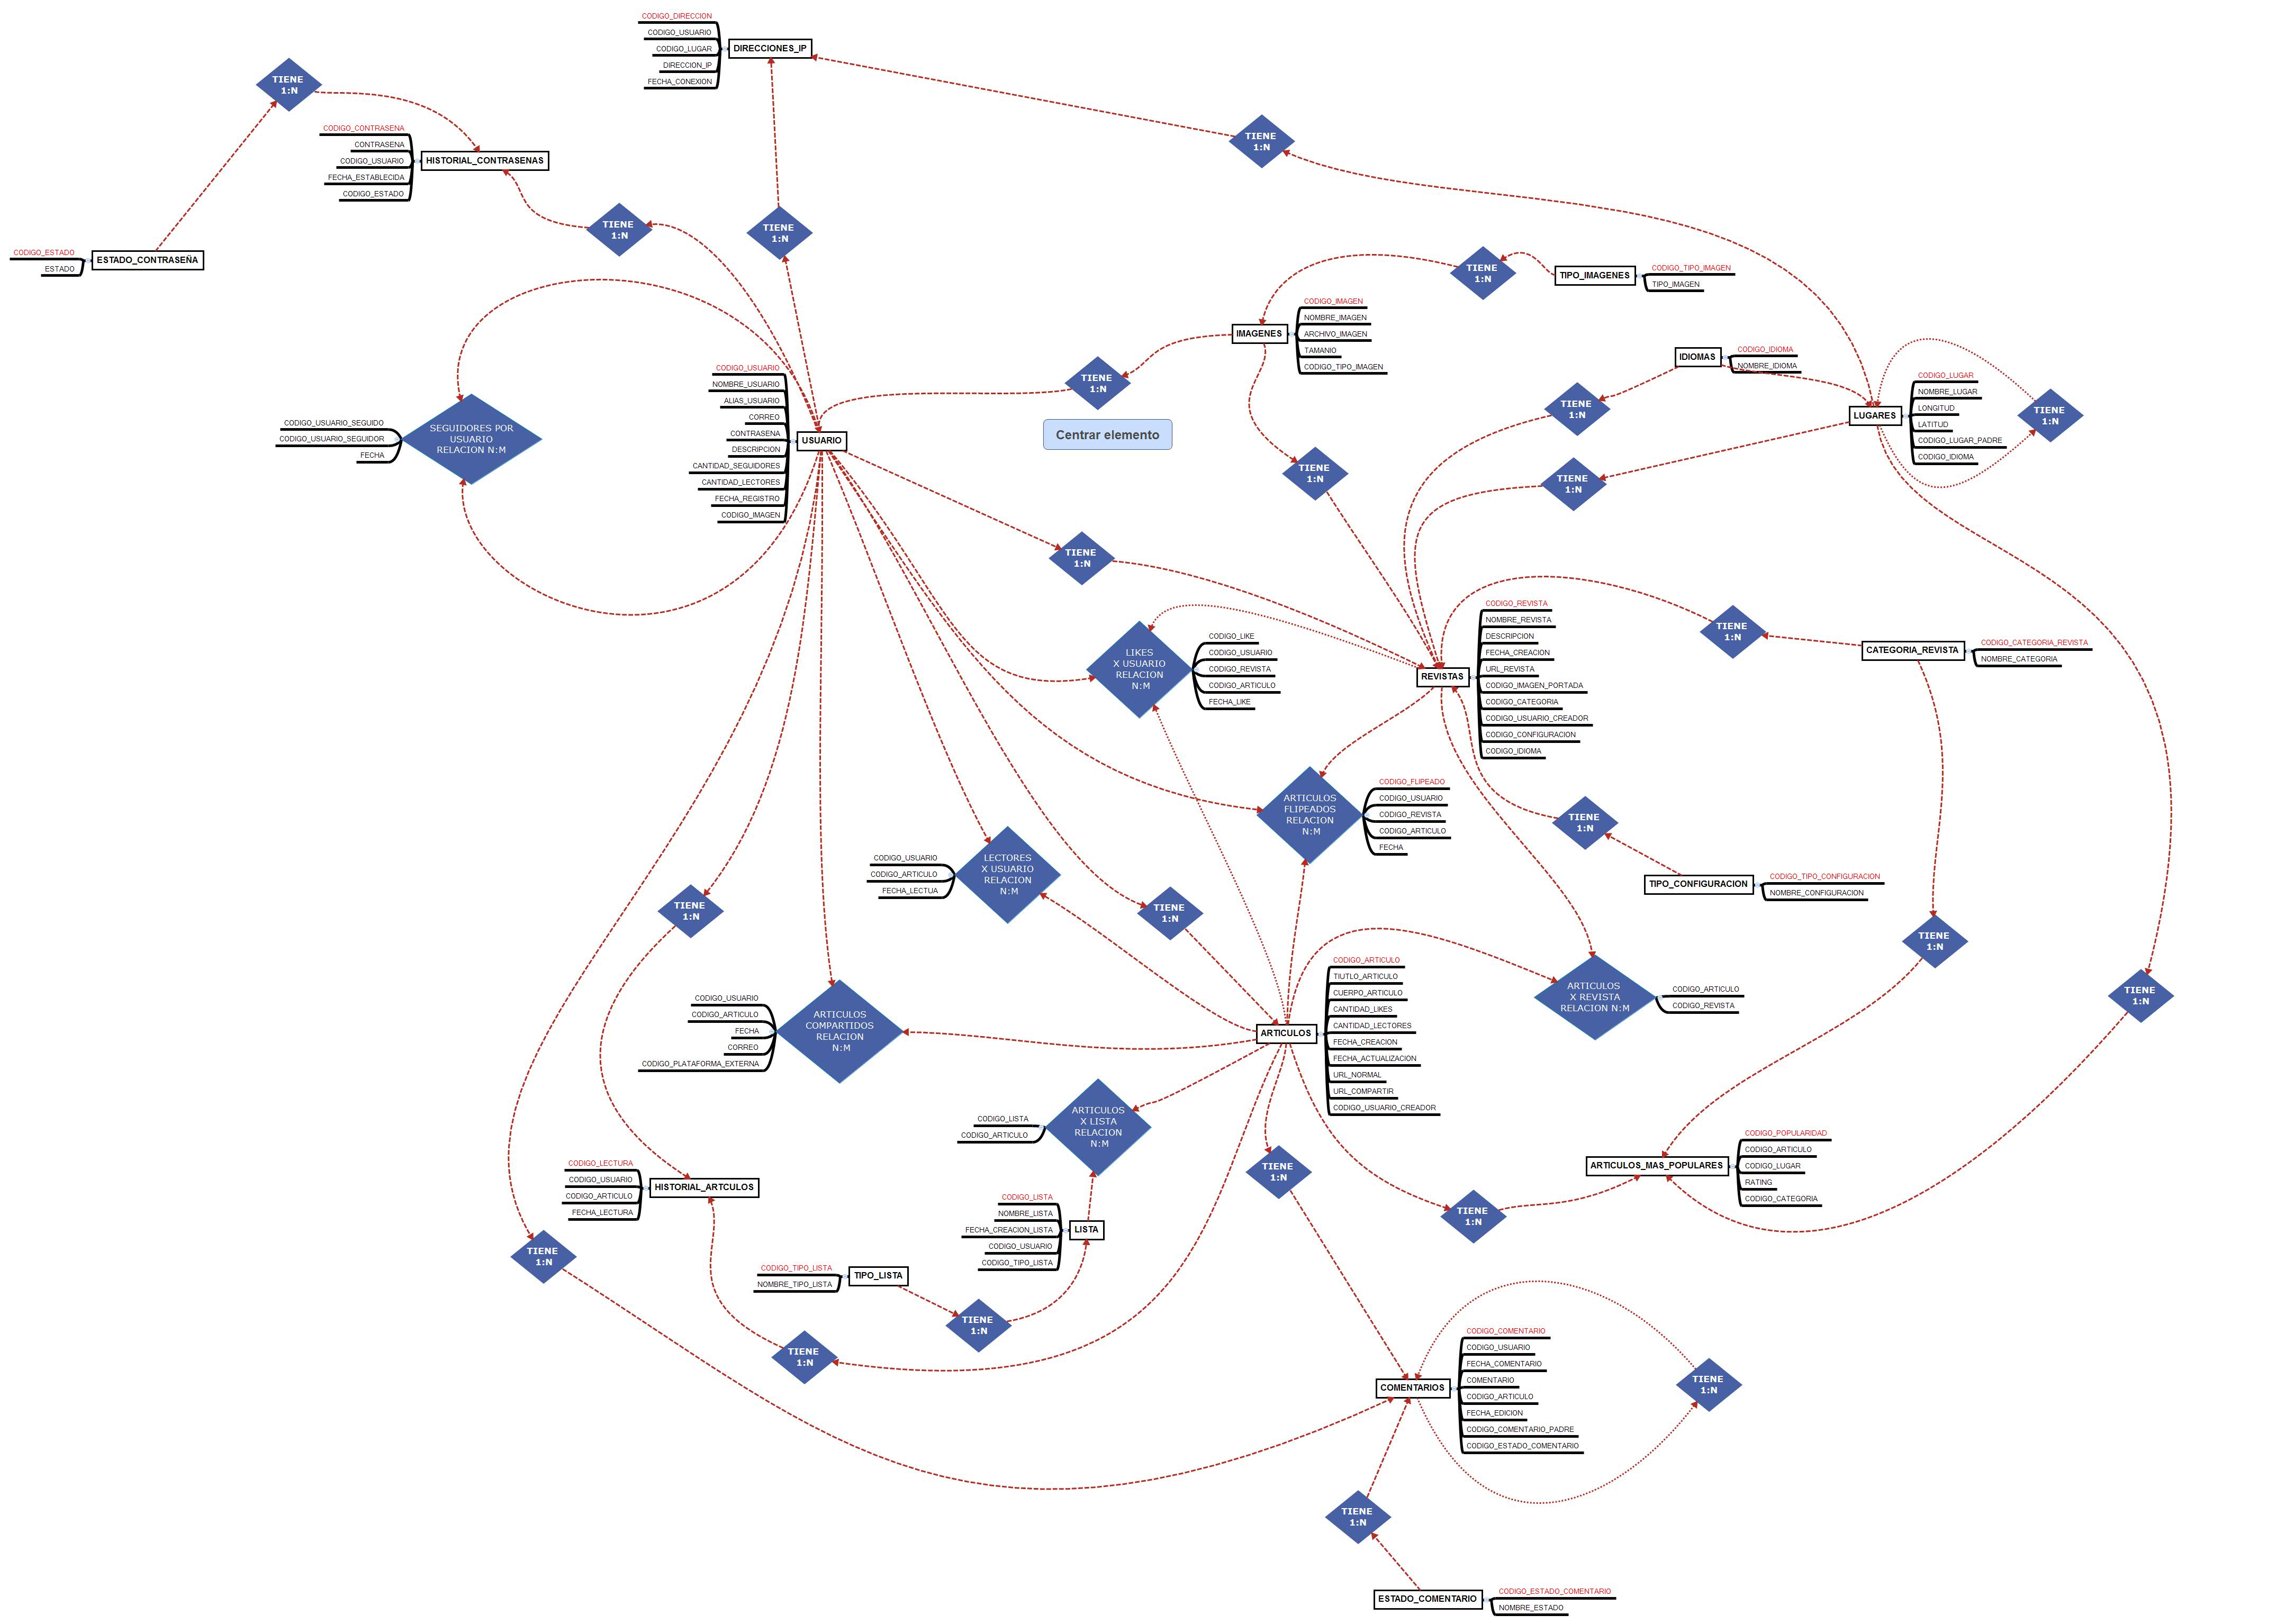 CODIGO_DIRECCION
CODIGO_USUARIO
CODIGO_LUGAR
DIRECCION_IP
FECHA_CONEXION
DIRECCIONES_IP
TIENE
1:N
TIENE
1:N
CODIGO_CONTRASENA
CONTRASENA
CODIGO_USUARIO
FECHA_ESTABLECIDA
CODIGO_ESTADO
HISTORIAL_CONTRASENAS
TIENE
1:N
TIENE
1:N
CODIGO_ESTADO
ESTADO
ESTADO_CONTRASEÑA
TIENE
1:N
TIPO_IMAGENES
CODIGO_TIPO_IMAGEN
TIPO_IMAGEN
IMAGENES
CODIGO_IMAGEN
NOMBRE_IMAGEN
ARCHIVO_IMAGEN
TAMANIO
CODIGO_TIPO_IMAGEN
IDIOMAS
CODIGO_IDIOMA
NOMBRE_IDIOMA
TIENE
1:N
TIENE
1:N
LUGARES
CODIGO_LUGAR
NOMBRE_LUGAR
LONGITUD
LATITUD
CODIGO_LUGAR_PADRE
CODIGO_IDIOMA
TIENE
1:N
CODIGO_USUARIO_SEGUIDO
CODIGO_USUARIO_SEGUIDOR
FECHA
SEGUIDORES POR
USUARIO
RELACION N:M
CODIGO_USUARIO
NOMBRE_USUARIO
ALIAS_USUARIO
CORREO
CONTRASENA
DESCRIPCION
CANTIDAD_SEGUIDORES
CANTIDAD_LECTORES
FECHA_REGISTRO
CODIGO_IMAGEN
USUARIO
Centrar elemento
TIENE
1:N
TIENE
1:N
TIENE
1:N
LIKES
X USUARIO
RELACION
N:M
CODIGO_LIKE
CODIGO_USUARIO
CODIGO_REVISTA
CODIGO_ARTICULO
FECHA_LIKE
REVISTAS
CODIGO_REVISTA
NOMBRE_REVISTA
DESCRIPCION
FECHA_CREACION
URL_REVISTA
CODIGO_IMAGEN_PORTADA
CODIGO_CATEGORIA
CODIGO_USUARIO_CREADOR
CODIGO_CONFIGURACION
CODIGO_IDIOMA
TIENE
1:N
CATEGORIA_REVISTA
CODIGO_CATEGORIA_REVISTA
NOMBRE_CATEGORIA
ARTICULOS
FLIPEADOS
RELACION
N:M
CODIGO_FLIPEADO
CODIGO_USUARIO
CODIGO_REVISTA
CODIGO_ARTICULO
FECHA
TIENE
1:N
TIPO_CONFIGURACION
CODIGO_TIPO_CONFIGURACION
NOMBRE_CONFIGURACION
CODIGO_USUARIO
CODIGO_ARTICULO
FECHA_LECTUA
LECTORES
X USUARIO
RELACION
N:M
TIENE
1:N
TIENE
1:N
TIENE
1:N
TIENE
1:N
CODIGO_USUARIO
CODIGO_ARTICULO
FECHA
CORREO
CODIGO_PLATAFORMA_EXTERNA
ARTICULOS
COMPARTIDOS
RELACION
N:M
ARTICULOS
CODIGO_ARTICULO
TIUTLO_ARTICULO
CUERPO_ARTICULO
CANTIDAD_LIKES
CANTIDAD_LECTORES
FECHA_CREACION
FECHA_ACTUALIZACION
URL_NORMAL
URL_COMPARTIR
CODIGO_USUARIO_CREADOR
ARTICULOS
X REVISTA
RELACION N:M
CODIGO_ARTICULO
CODIGO_REVISTA
CODIGO_LISTA
CODIGO_ARTICULO
ARTICULOS
X LISTA
RELACION
N:M
TIENE
1:N
ARTICULOS_MAS_POPULARES
CODIGO_POPULARIDAD
CODIGO_ARTICULO
CODIGO_LUGAR
RATING
CODIGO_CATEGORIA
CODIGO_LECTURA
CODIGO_USUARIO
CODIGO_ARTICULO
FECHA_LECTURA
HISTORIAL_ARTCULOS
CODIGO_LISTA
NOMBRE_LISTA
FECHA_CREACION_LISTA
CODIGO_USUARIO
CODIGO_TIPO_LISTA
LISTA
TIENE
1:N
TIENE
1:N
CODIGO_TIPO_LISTA
NOMBRE_TIPO_LISTA
TIPO_LISTA
TIENE
1:N
TIENE
1:N
COMENTARIOS
CODIGO_COMENTARIO
CODIGO_USUARIO
FECHA_COMENTARIO
COMENTARIO
CODIGO_ARTICULO
FECHA_EDICION
CODIGO_COMENTARIO_PADRE
CODIGO_ESTADO_COMENTARIO
TIENE
1:N
TIENE
1:N
ESTADO_COMENTARIO
CODIGO_ESTADO_COMENTARIO
NOMBRE_ESTADO